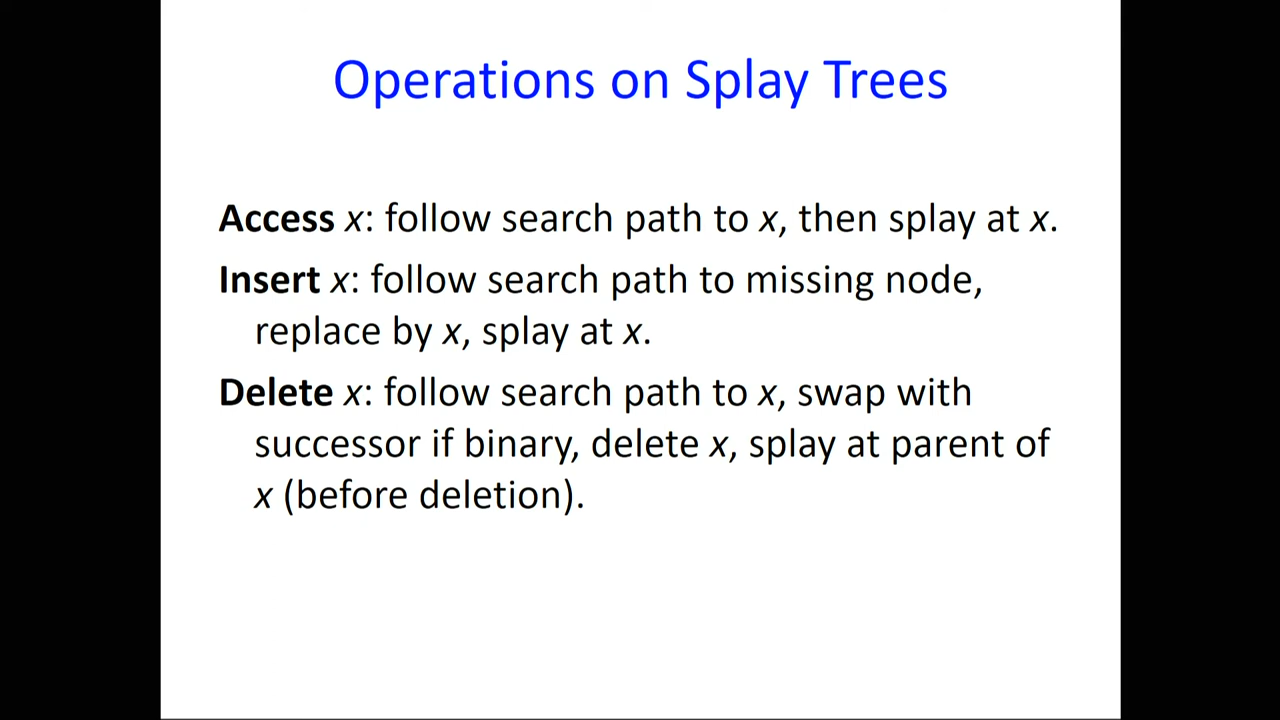 Operations on Splay Trees
Access x: follow search path to x, then splay at x.
Insert x: follow search path to missing node,
replace by x, splay at x.
Delete x: follow search path to x, swap with
successor if binary, delete x, splay at parent of
x (before deletion).